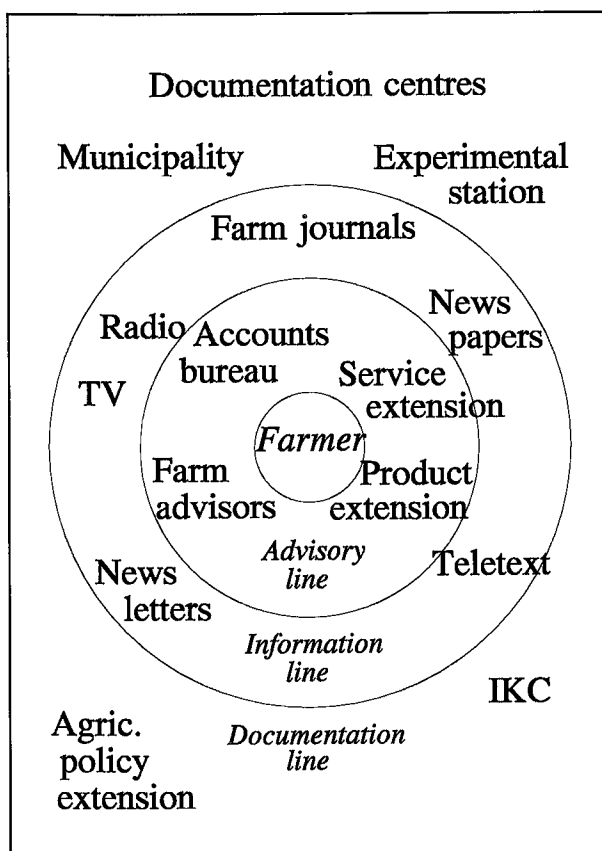 Documentation centres
Municipality
Experimental
station
Farm journals
News
papers
Radio
Accounts
bureau
TV
Service
extension
Farmer
Farm
advisors
Product
extension
Advisory
line
Teletext
News
letters
Information
line
IKC
Agric.
policy
extension
Documentation
line